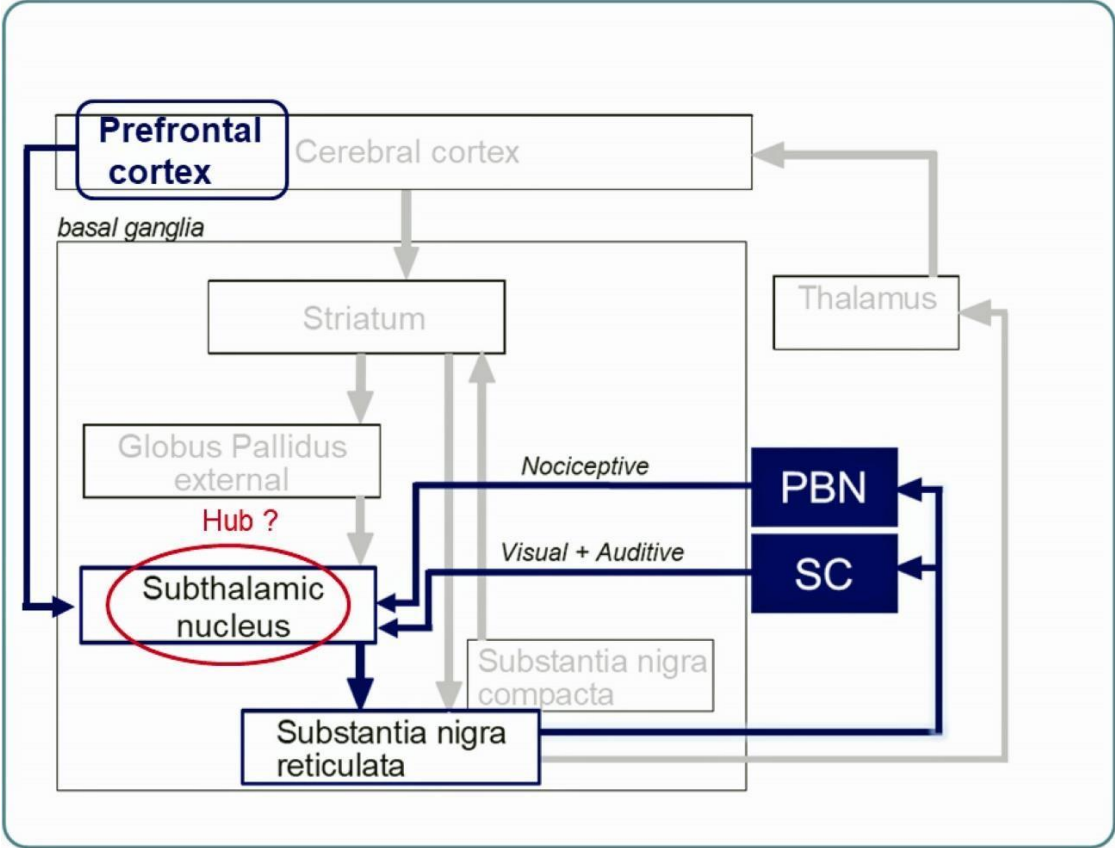 Prefrontal
cortex
Cerebral cortex
basal ganglia
Striatum
Thalamus
Globus Pallidus
external
Nociceptive
PBN
Hub ?
Visual + Auditive
SC
Subthalamic
nucleus
Substantia nigra
compacta
Substantia nigra
reticulata